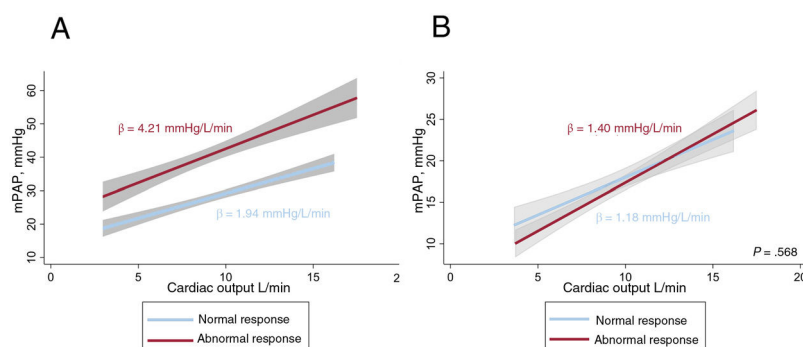 A
mPAP, mmHg
60
50
40
30
20
10
β = 4.21 mmHg/L/min
β = 1.94 mmHg/L/min
0 5 10 15 2
Cardiac output L/min
Normal response
Abnormal response
B
mPAP, mmHg
30
25
20
15
10
β = 1.40 mmHg/L/min
β = 1.18 mmHg/L/min
P = .568
0 5 10 15 20
Cardiac output L/min
Normal response
Abnormal response